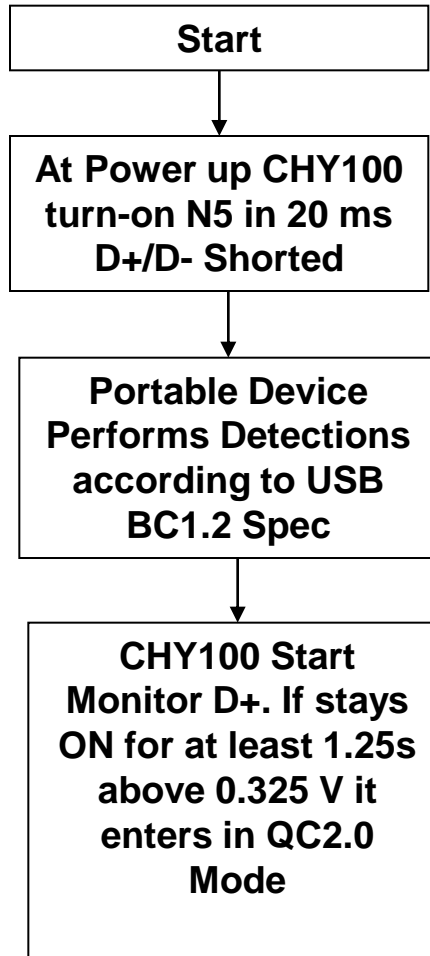 Start
At Power up CHY100
turn-on N5 in 20 ms
D+/D- Shorted
Portable Device
Performs Detections
according to USB
BC1.2 Spec
CHY100 Start
Monitor D+. If stays
ON for at least 1.25s
above 0.325 V it
enters in QC2.0
Mode